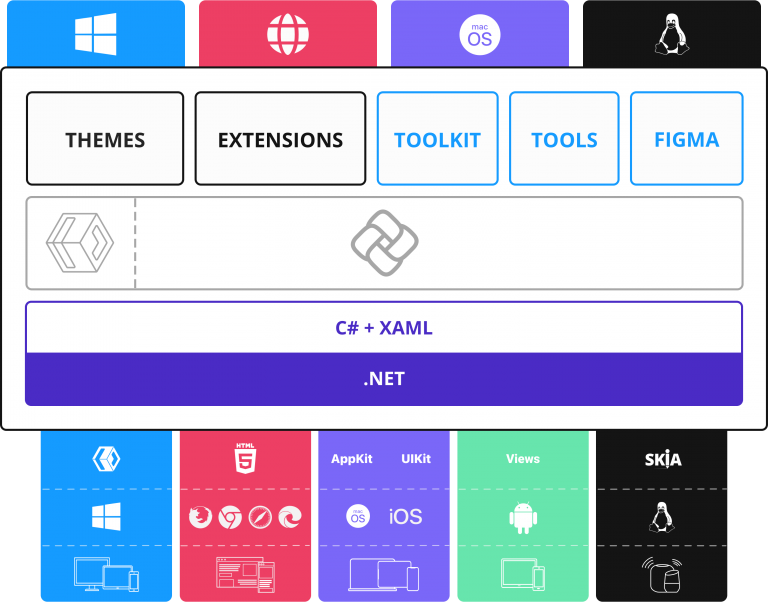 mac
OS
THEMES
EXTENSIONS
TOOLKIT
TOOLS
FIGMA
C# + XAML
.NET
HTML
5
AppKit
UIKit
Views
SKiA
mac
OS
iOS